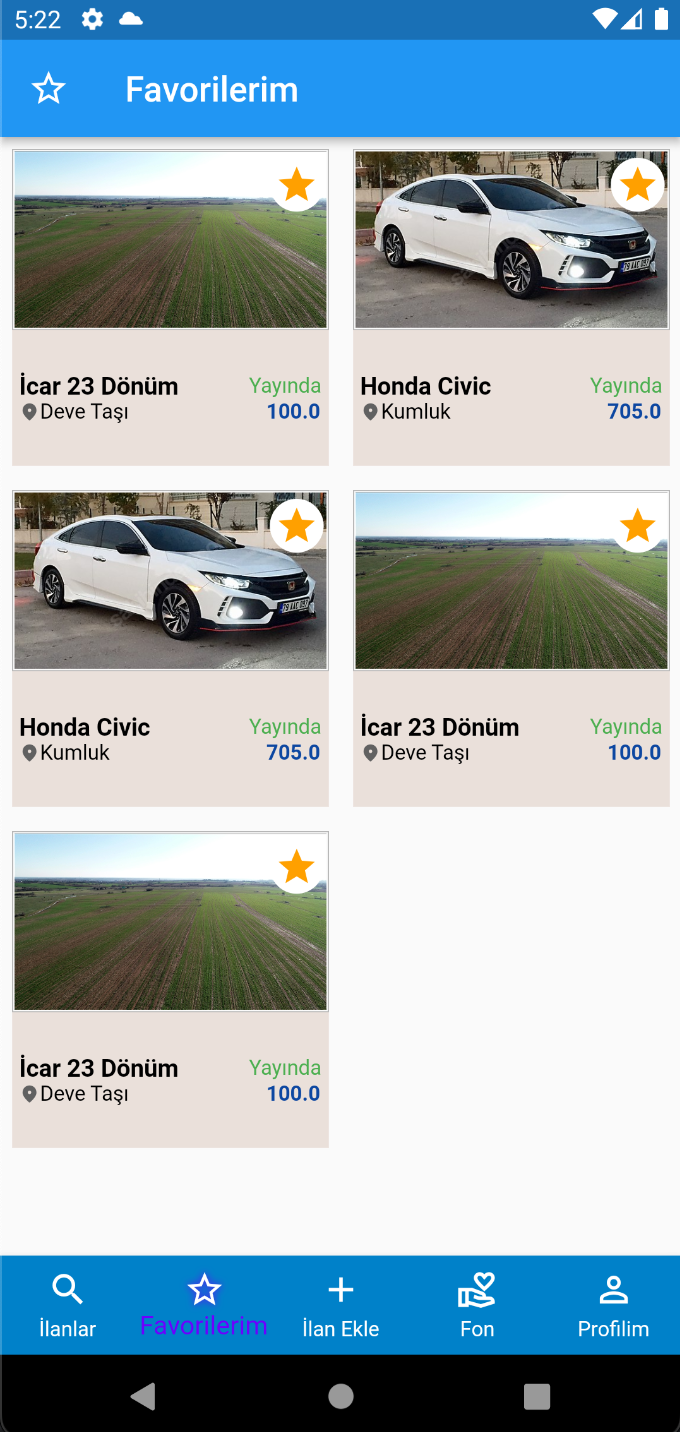 5:22
Favorilerim
İcar 23 Dönüm Yayında
Deve Taşı 100.0
Honda Civic Yayında
Kumluk 705.0
Honda Civic Yayında
Kumluk 705.0
İcar 23 Dönüm Yayında
Deve Taşı 100.0
İcar 23 Dönüm Yayında
Deve Taşı 100.0
İlanlar
Favorilerim
İlan Ekle
Fon
Profilim